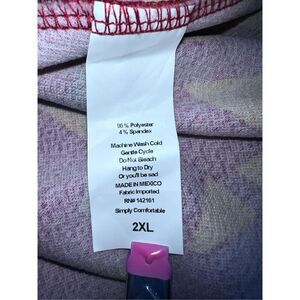 96% Polyester
4% Spandex
Machine Wash Cold
Gentle Cycle
Do Not Bleach
Hang to Dry
Or you'll be sad
MADE IN MEXICO
Fabric Imported
RN# 142161
Simply Comfortable
2XL